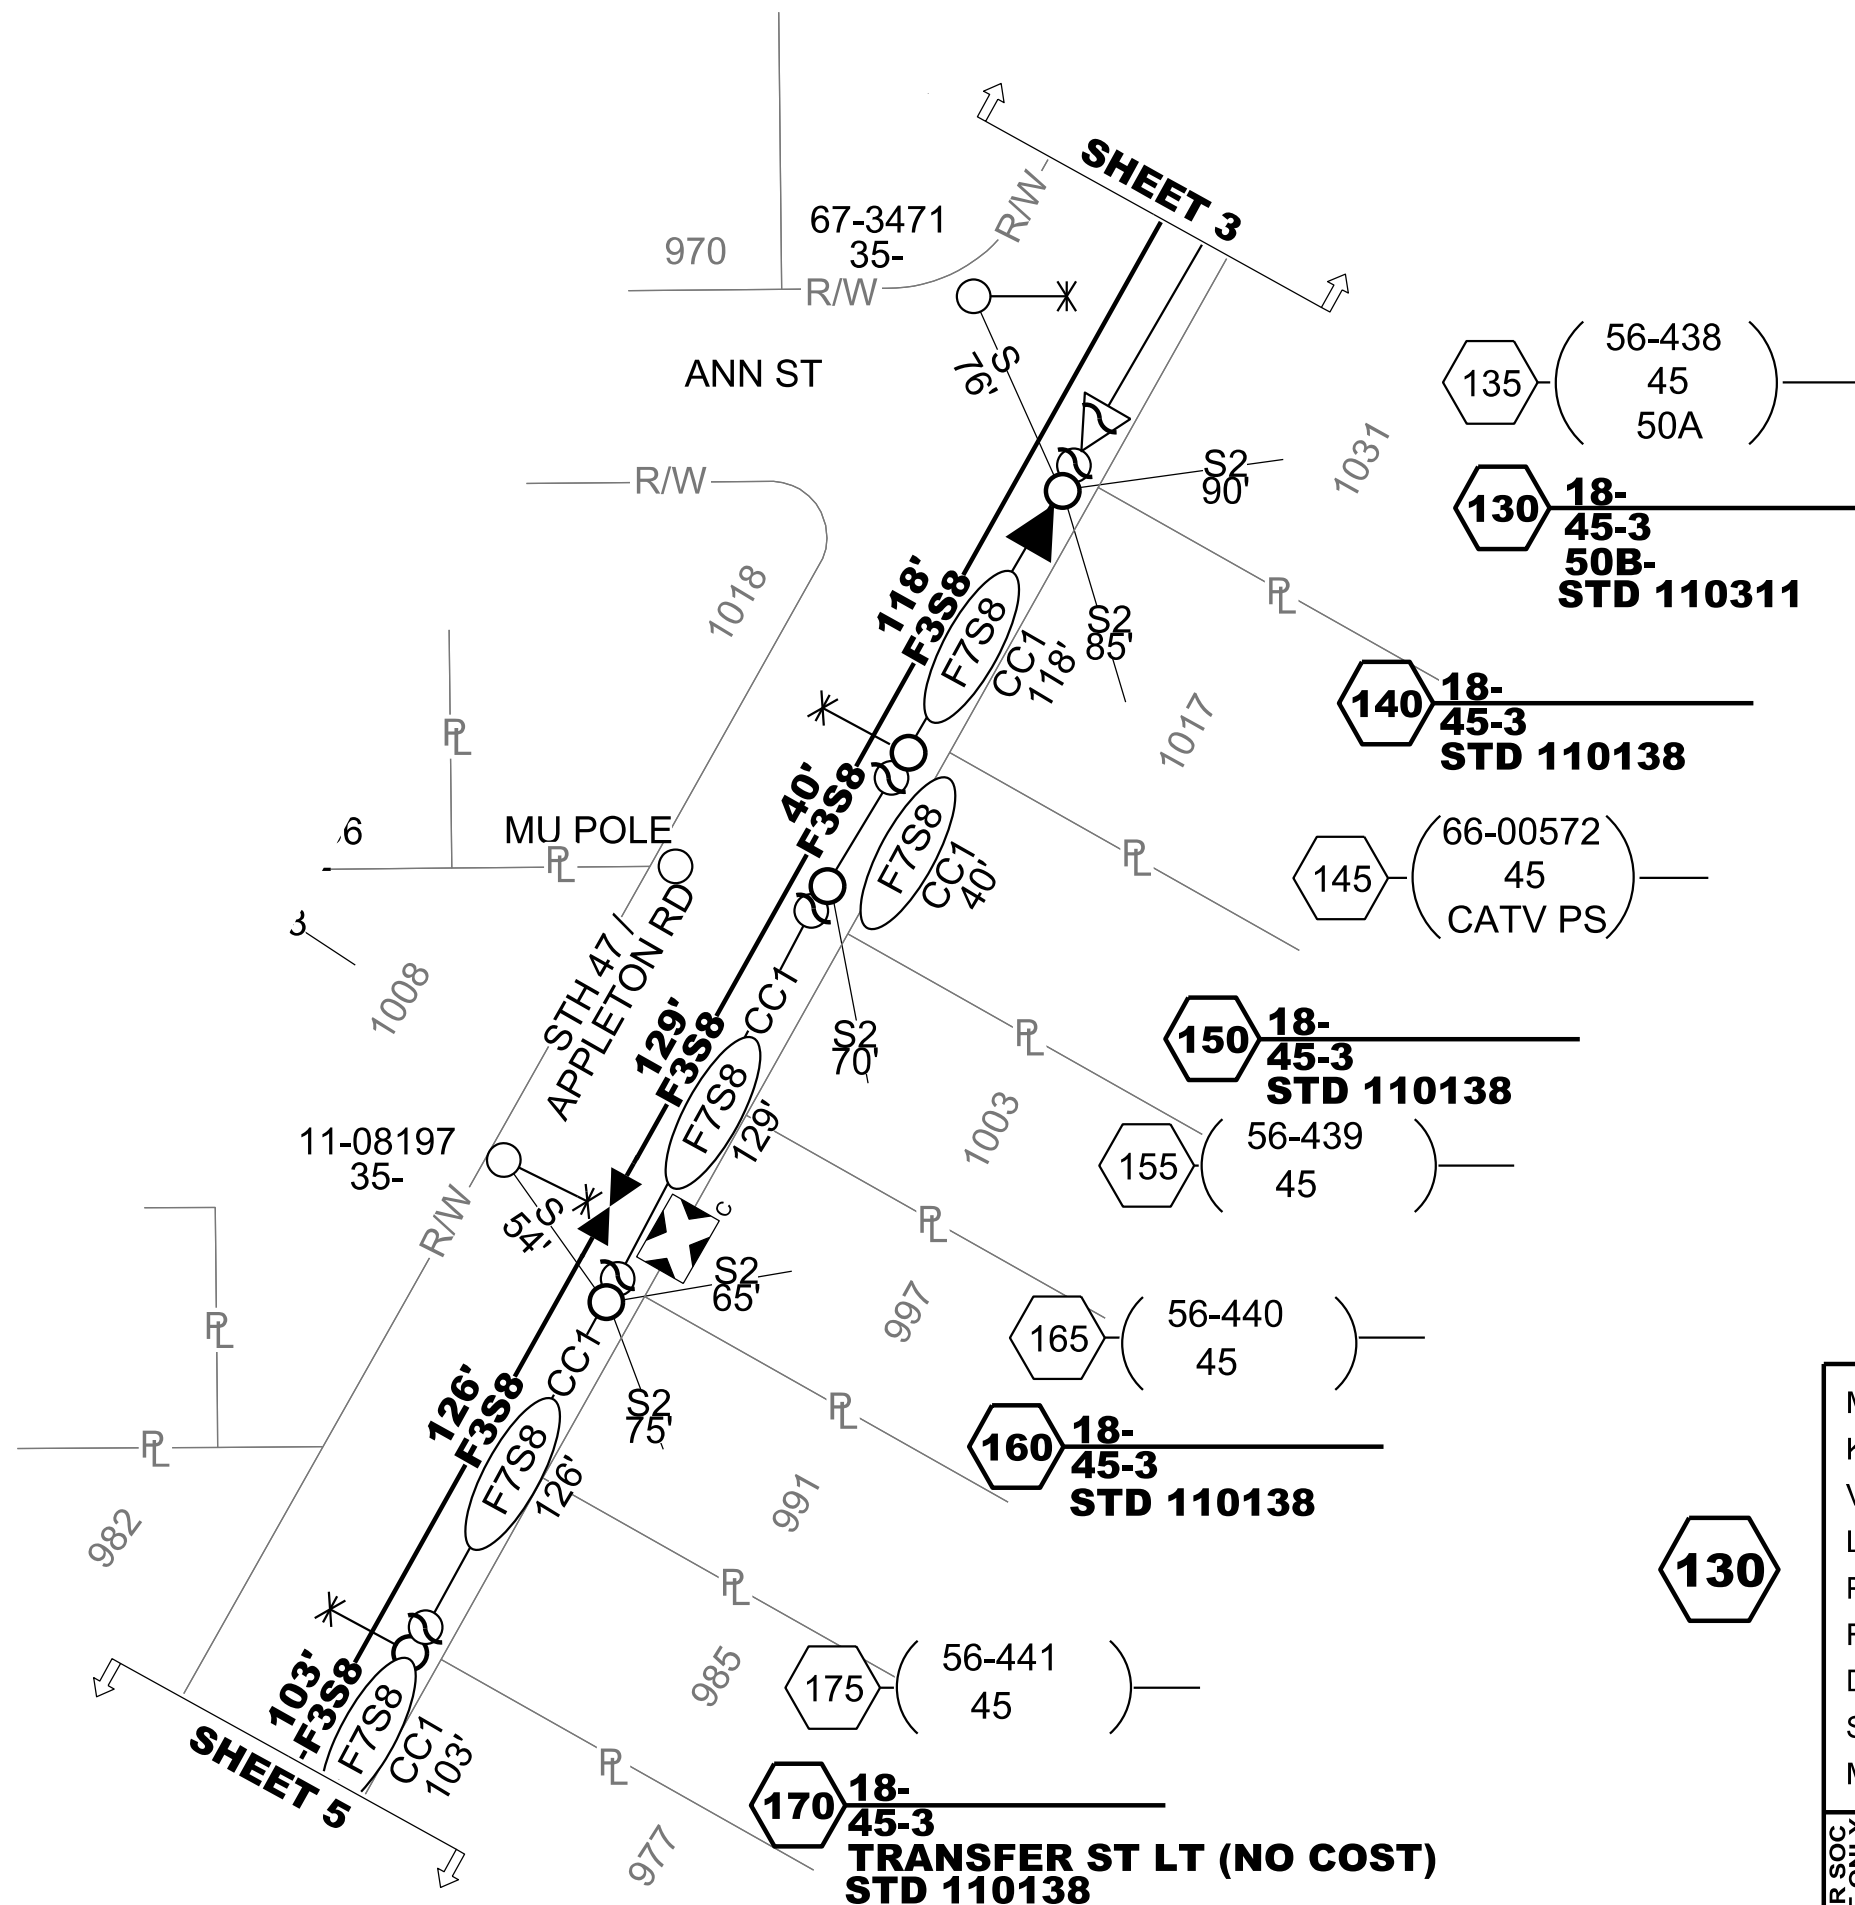 SHEET 3
R/W
67-3471
35-
970
R/W
ANN ST
S
76'
R/W
S2
90'
1031
135
56-438
45
50A
130
18-
45-3
50B-
STD 110311
1018
118'
F3S8
F7S8
CC1
118'
S2
85'
PL
1017
140
18-
45-3
STD 110138
PL
40'
F3S8
F7S8
CC1
40'
PL
6
MU POLE
PL
145
66-00572
45
CATV PS
3
1008
STH 47 /
APPLETON RD
129'
F3S8
CC1
F7S8
129'
S2
70'
PL
1003
150
18-
45-3
STD 110138
155
56-439
45
11-08197
35-
R/W
S
54'
C
S2
65'
PL
997
165
56-440
45
PL
126'
F3S8
CC1
F7S8
126'
S2
75'
PL
991
160
18-
45-3
STD 110138
PL
982
130
PL
985
175
56-441
45
103'
F3S8
F7S8
CC1
103'
SHEET 5
PL
977
170
18-
45-3
TRANSFER ST LT (NO COST)
STD 110138
M
K
V
L
D
S
M
R SOC
ONLY